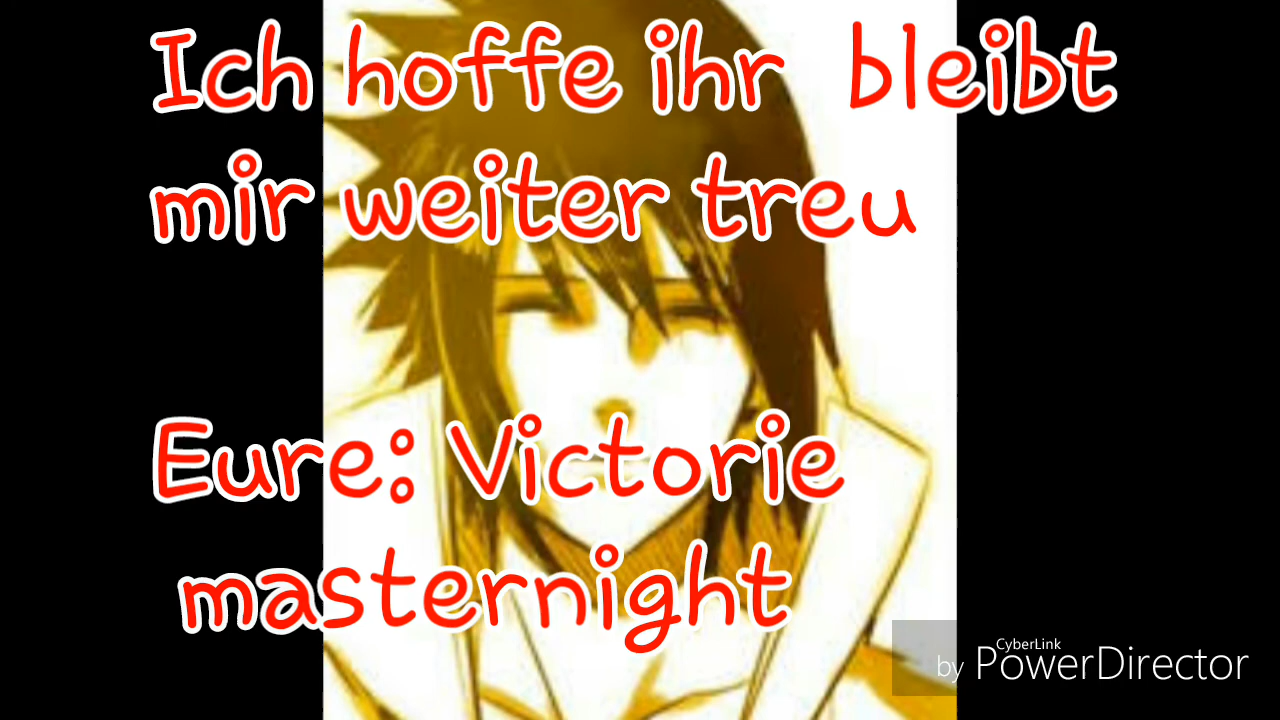 Ich hoffe ihr bleibt
mir weiter treu
Eure: Victorie
masternight
CyberLink
by PowerDirector